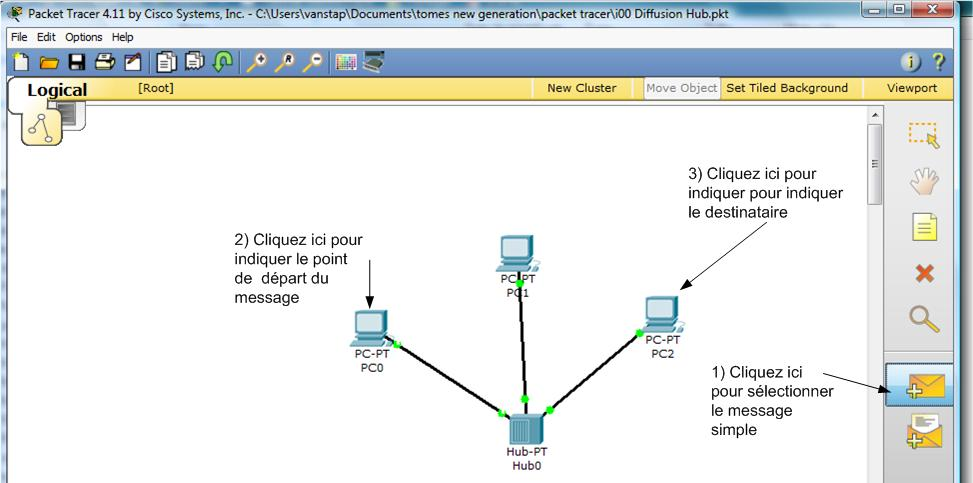 Packet Tracer 4.11 by Cisco Systems, Inc. - C:\Users\vanstap\Documents\tomes new generation\packet tracer\i00 Diffusion Hub.pkt
File Edit Options Help
Logical [Root] New Cluster Move Object Set Tiled Background Viewport
3) Cliquez ici pour
indiquer pour indiquer
le destinataire
2) Cliquez ici pour
indiquer le point
de départ du
message
PC-PT
PC1
PC-PT
PC0
PC-PT
PC2
1) Cliquez ici
pour sélectionner
le message
simple
Hub-PT
Hub0